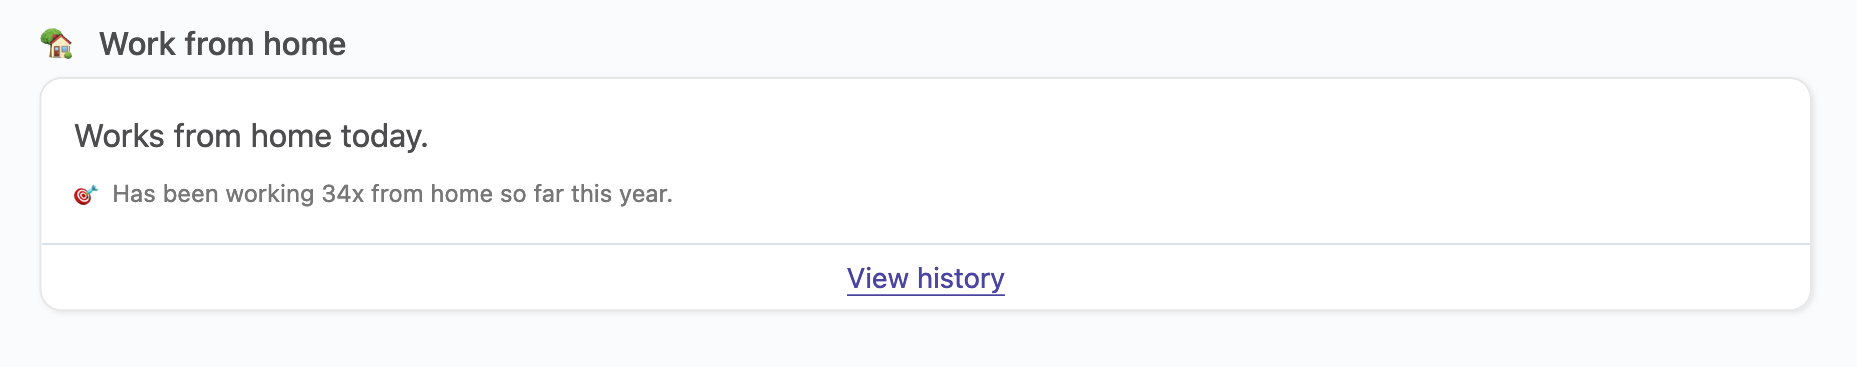 Work from home
Works from home today.
Has been working 34x from home so far this year.
View history